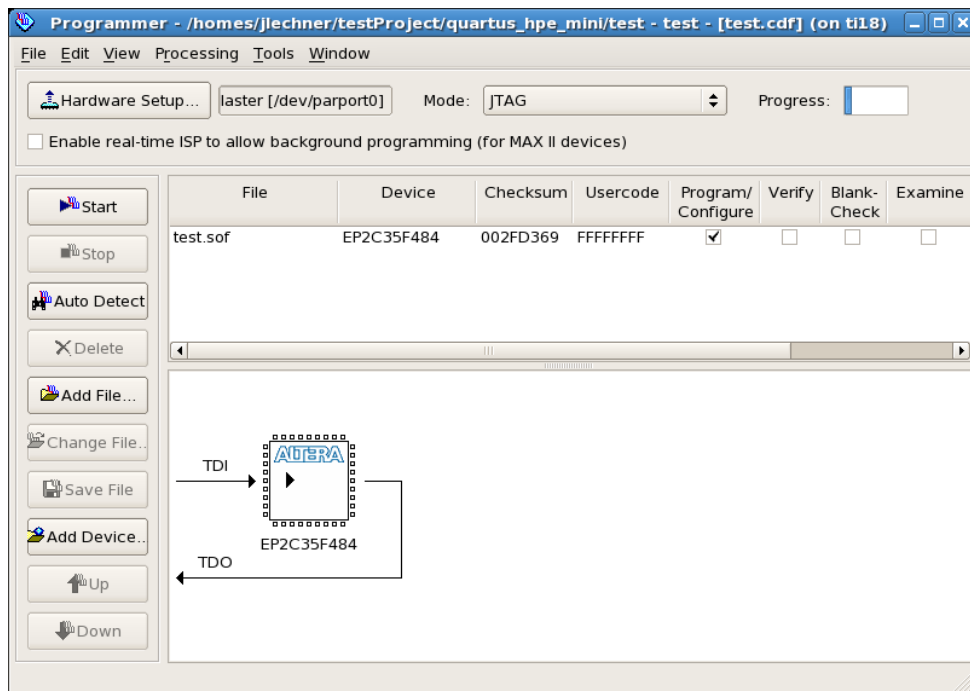 Programmer - /homes/jlechner/testProject/quartus_hpe_mini/test - test - [test.cdf] (on ti18)
File Edit View Processing Tools Window
Hardware Setup... laster [/dev/parport0] Mode: JTAG Progress:
Enable real-time ISP to allow background programming (for MAX II devices)
File Device Checksum Usercode Program/ Verify Blank- Examine
Configure Check
test.sof EP2C35F484 002FD369 FFFFFFFF
Start
Stop
Auto Detect
Delete
Add File...
Change File..
Save File
Add Device..
Up
Down
ALTERA
TDI
EP2C35F484
TDO